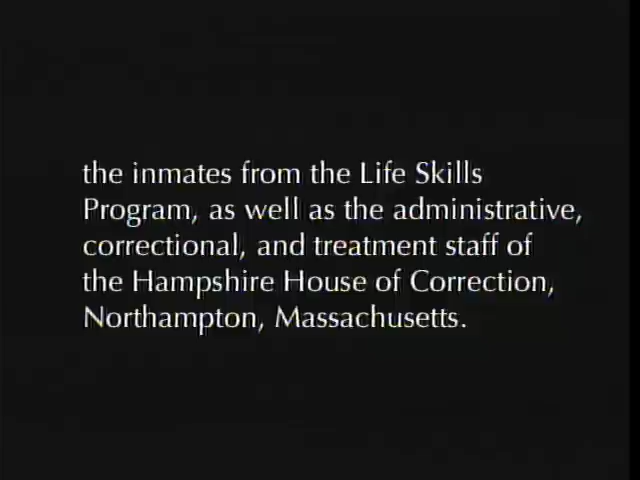 the inmates from the Life Skills
Program, as well as the administrative,
correctional, and treatment staff of
the Hampshire House of Correction,
Northampton, Massachusetts.